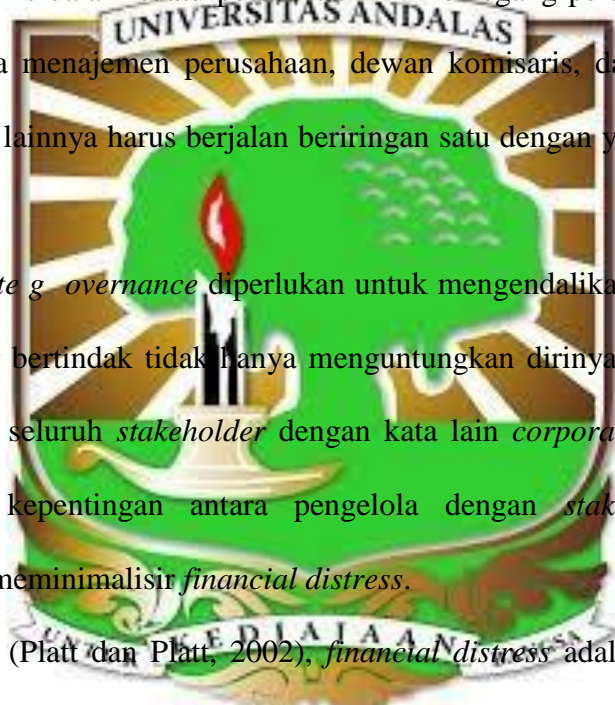 UNIVERSITAS ANDALAS
menajemen perusahaan, dewan komisaris, da
lainnya harus berjalan beriringan satu dengan y
te g overnance diperlukan untuk mengendalika
bertindak tidak hanya menguntungkan dirinya
seluruh stakeholder dengan kata lain corpora
kepentingan antara pengelola dengan stak
meminimalisir financial distress.
KEDJAJAAN
(Platt dan Platt, 2002), financial distress adal